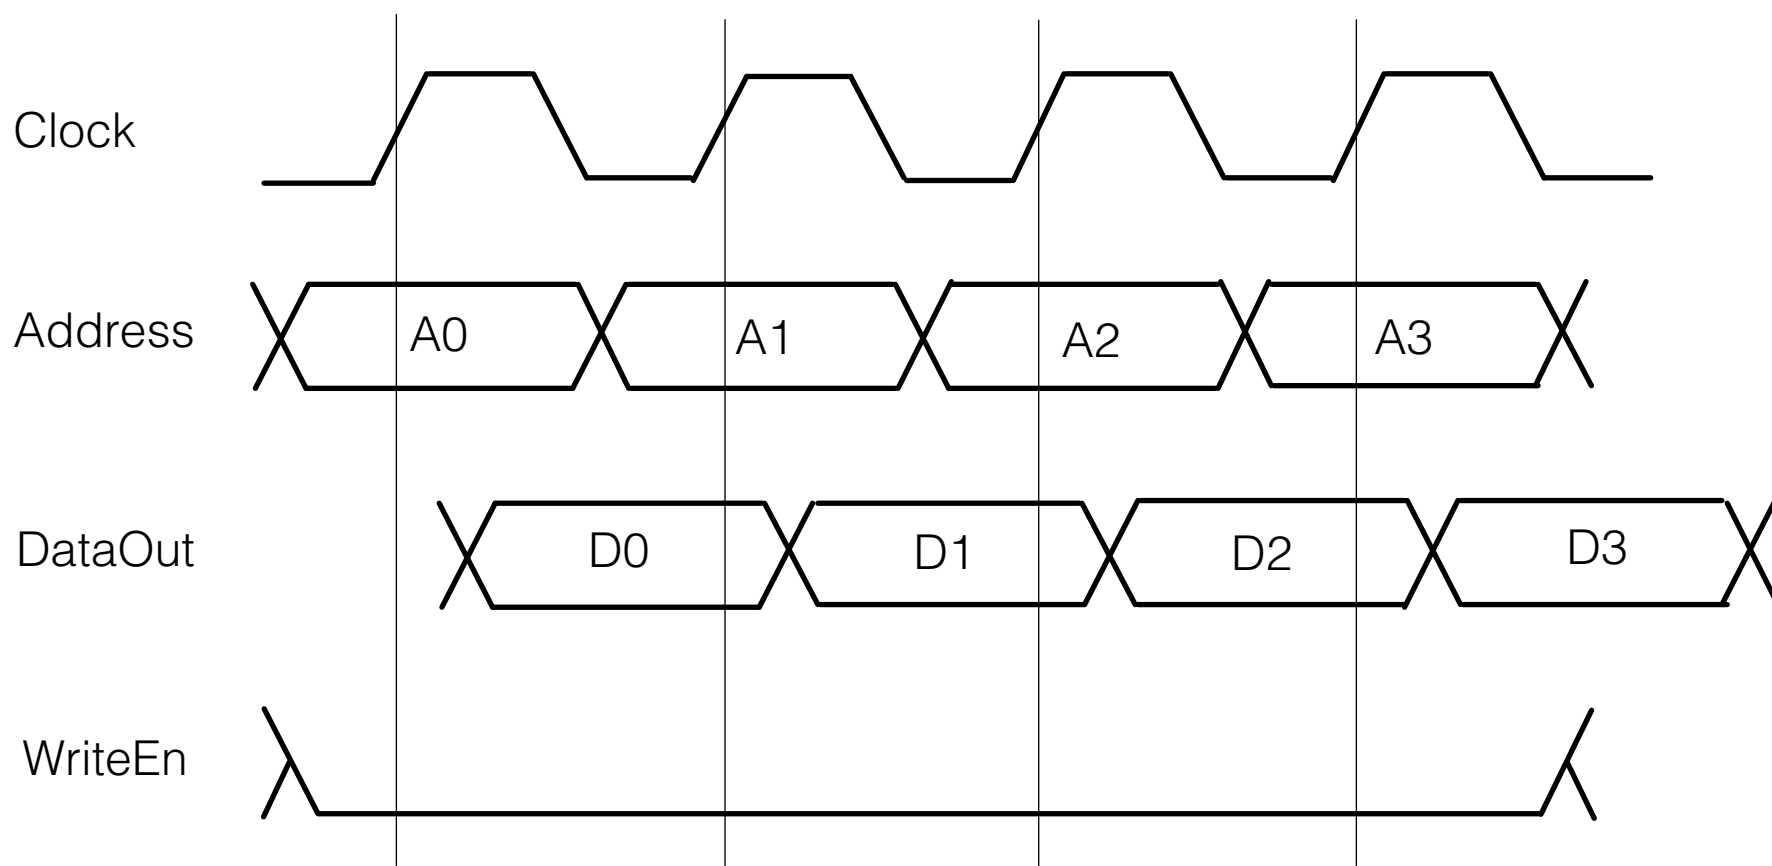 Clock
Address
A0
A1
A2
A3
DataOut
D0
D1
D2
D3
WriteEn